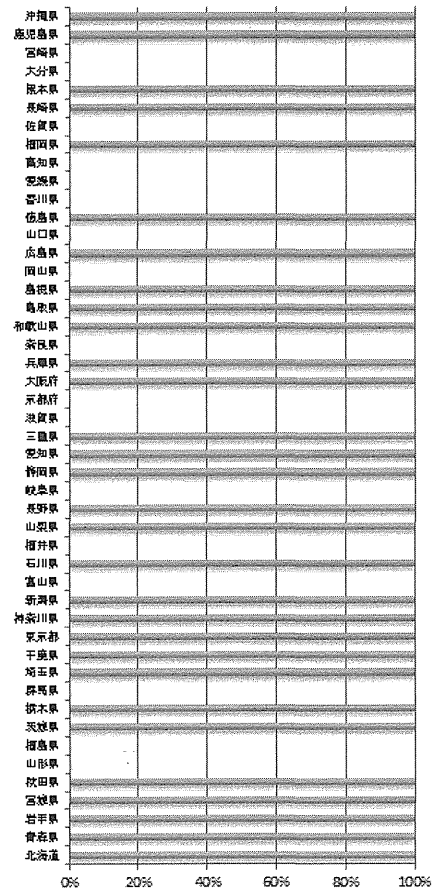 沖縄県
鹿児島県
宮崎県
大分県
熊本県
長崎県
佐賀県
福岡県
高知県
愛媛県
香川県
徳島県
山口県
広島県
岡山県
島根県
鳥取県
和歌山県
奈良県
兵庫県
大阪府
京都府
滋賀県
三重県
愛知県
静岡県
岐阜県
長野県
山梨県
福井県
石川県
富山県
新潟県
神奈川県
東京都
千葉県
埼玉県
群馬県
栃木県
茨城県
福島県
山形県
秋田県
宮城県
岩手県
青森県
北海道
0% 20% 40% 60% 80% 100%